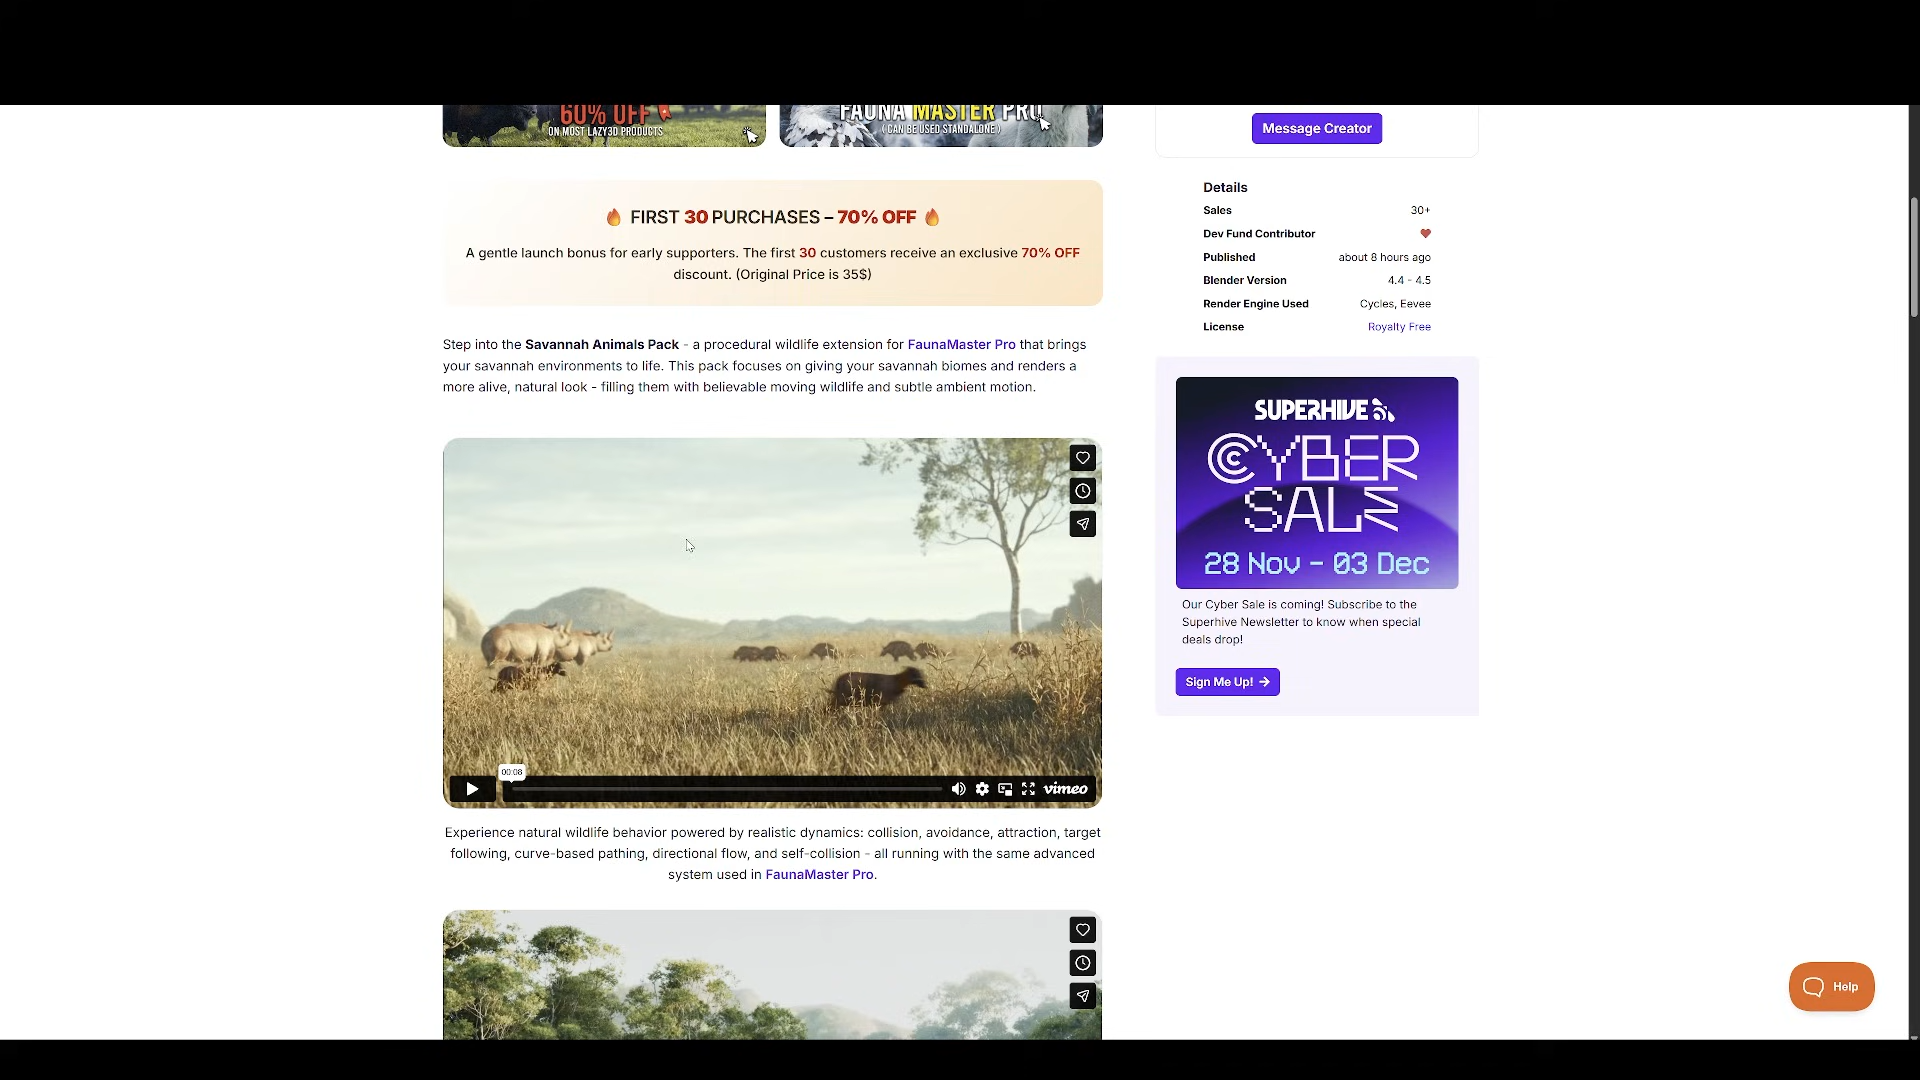 60% OFF
ON MOST LAZY3D PRODUCTS
FAUNA MASTER PRO
( CAN BE USED STANDALONE )
Message Creator
🔥 FIRST 30 PURCHASES – 70% OFF 🔥
A gentle launch bonus for early supporters. The first 30 customers receive an exclusive 70% OFF
discount. (Original Price is 35$)
Step into the Savannah Animals Pack - a procedural wildlife extension for FaunaMaster Pro that brings
your savannah environments to life. This pack focuses on giving your savannah biomes and renders a
more alive, natural look - filling them with believable moving wildlife and subtle ambient motion.
00:08
vimeo
Experience natural wildlife behavior powered by realistic dynamics: collision, avoidance, attraction, target
following, curve-based pathing, directional flow, and self-collision - all running with the same advanced
system used in FaunaMaster Pro.
Details
Sales 30+
Dev Fund Contributor
Published about 8 hours ago
Blender Version 4.4 - 4.5
Render Engine Used Cycles, Eevee
License Royalty Free
SUPERHIVE
CYBER
SALE
28 Nov - 03 Dec
Our Cyber Sale is coming! Subscribe to the
Superhive Newsletter to know when special
deals drop!
Sign Me Up! →
Help